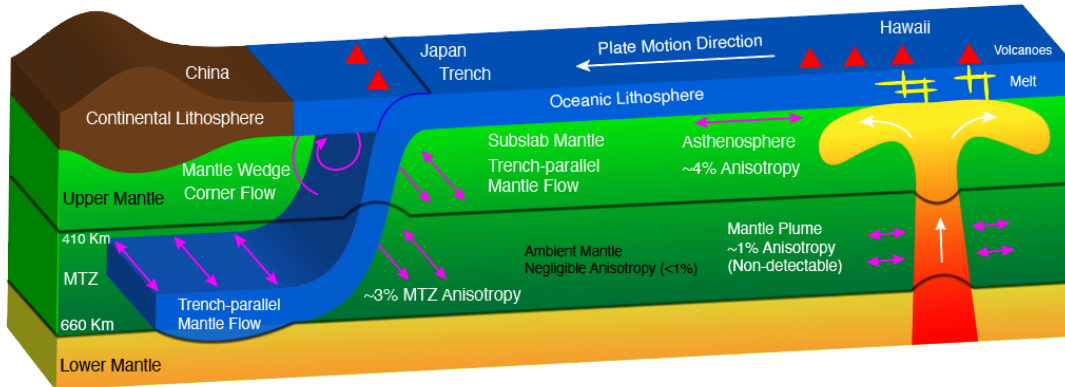 Hawaii
Japan
Trench
Plate Motion Direction
Volcanoes
China
Melt
Oceanic Lithosphere
Continental Lithosphere
Subslab Mantle
Asthenosphere
Mantle Wedge
Corner Flow
Trench-parallel
Mantle Flow
~4% Anisotropy
Upper Mantle
410 Km
Mantle Plume
~1% Anisotropy
(Non-detectable)
Ambient Mantle
Negligible Anisotropy (<1%)
MTZ
~3% MTZ Anisotropy
Trench-parallel
Mantle Flow
660 Km
Lower Mantle